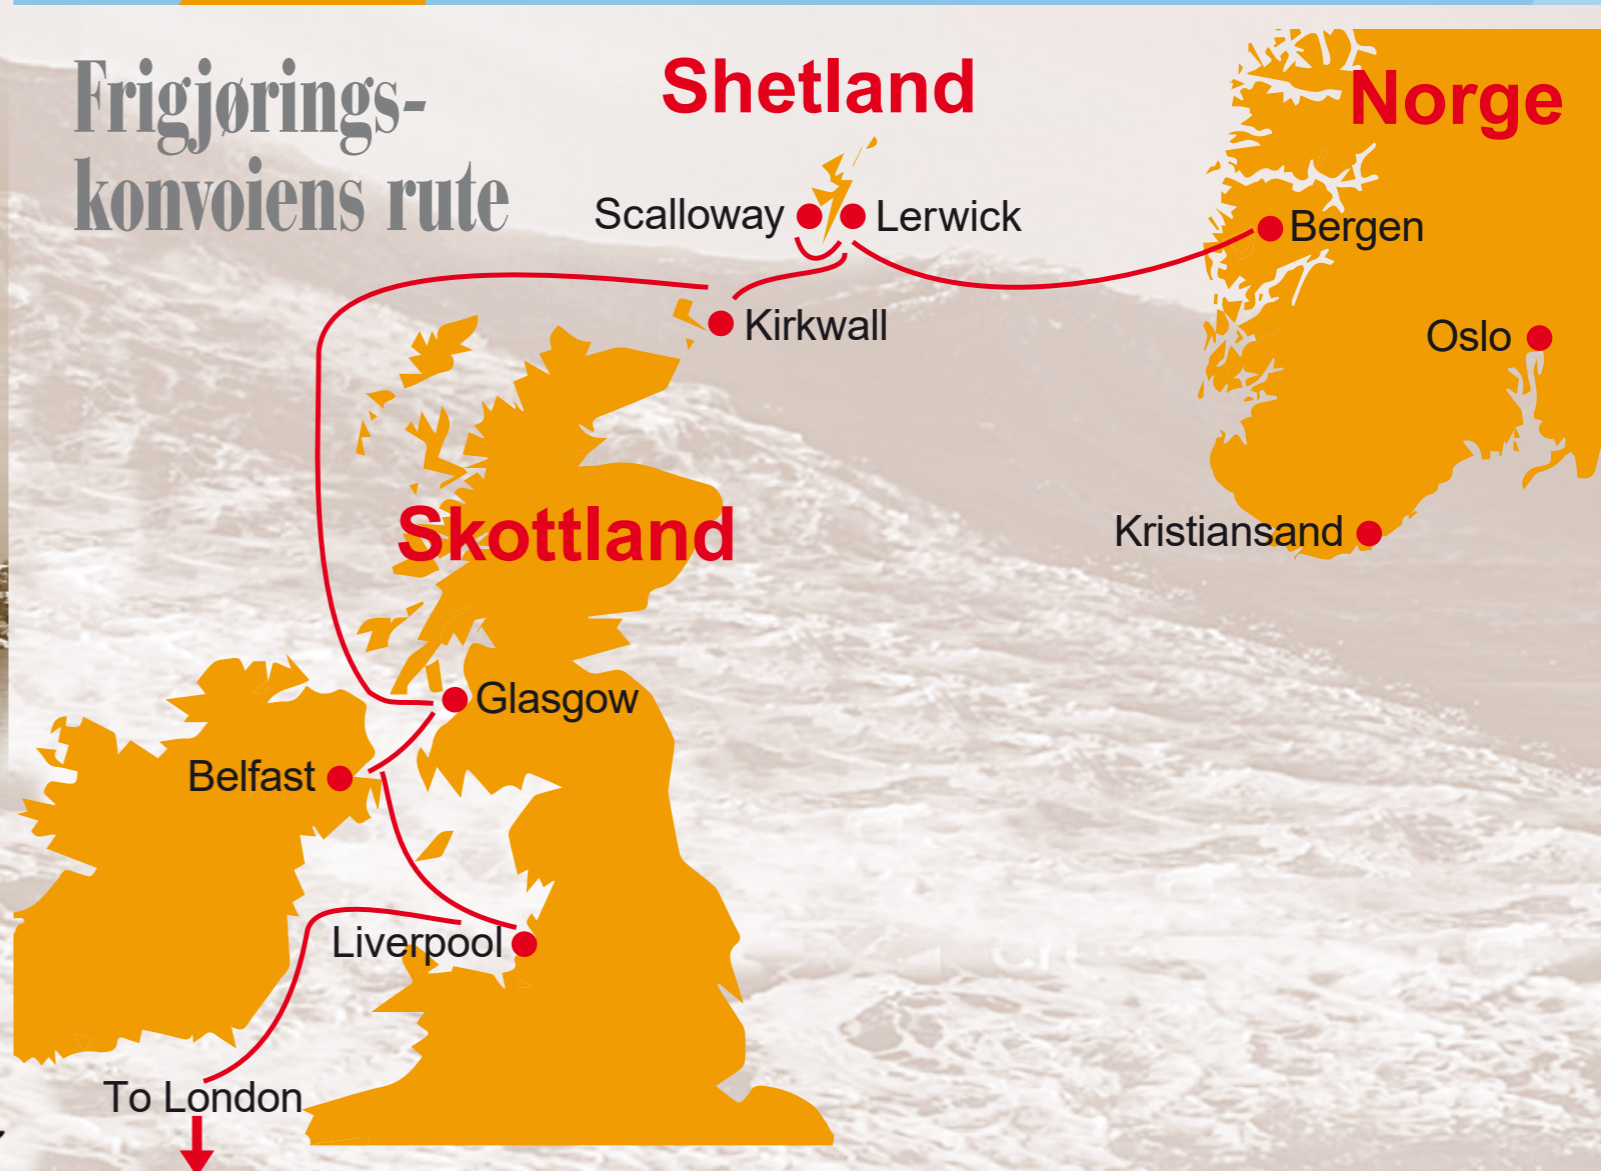 Frigjørings-
konvoiens rute
Shetland
Norge
Scalloway
Lerwick
Bergen
Kirkwall
Oslo
Skottland
Kristiansand
Glasgow
Belfast
Liverpool
To London